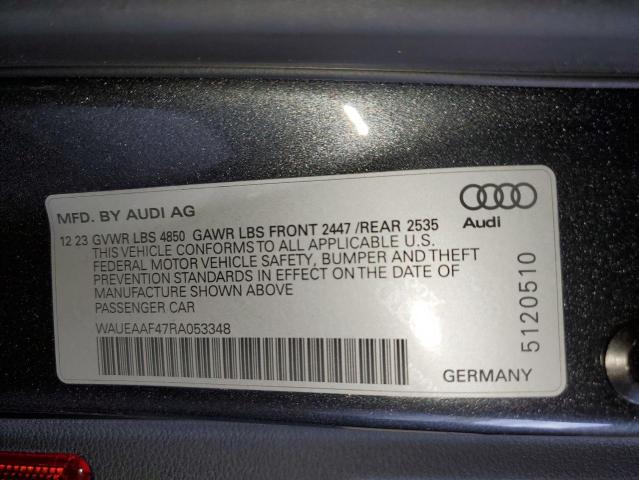 MFD. BY AUDI AG
Audi
12 23 GVWR LBS 4850 GAWR LBS FRONT 2447 /REAR 2535
THIS VEHICLE CONFORMS TO ALL APPLICABLE U.S.
FEDERAL MOTOR VEHICLE SAFETY, BUMPER AND THEFT
PREVENTION STANDARDS IN EFFECT ON THE DATE OF
MANUFACTURE SHOWN ABOVE
PASSENGER CAR
WAUEAAF47RA053348
5120510
GERMANY